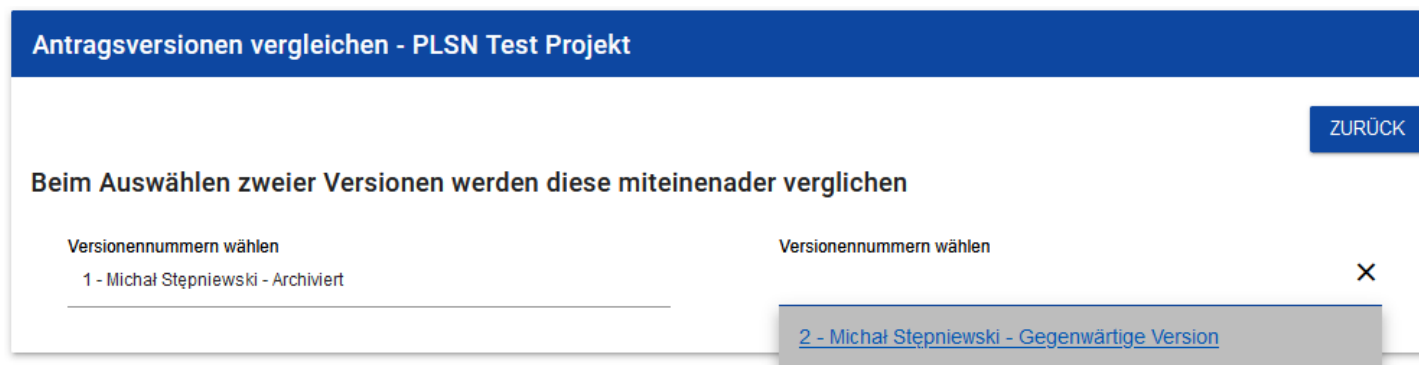 Antragsversionen vergleichen - PLSN Test Projekt
ZURÜCK
Beim Auswählen zweier Versionen werden diese miteinenader verglichen
Versionennummern wählen
1 - Michał Stępniewski - Archiviert
Versionennummern wählen
2 - Michał Stępniewski - Gegenwärtige Version